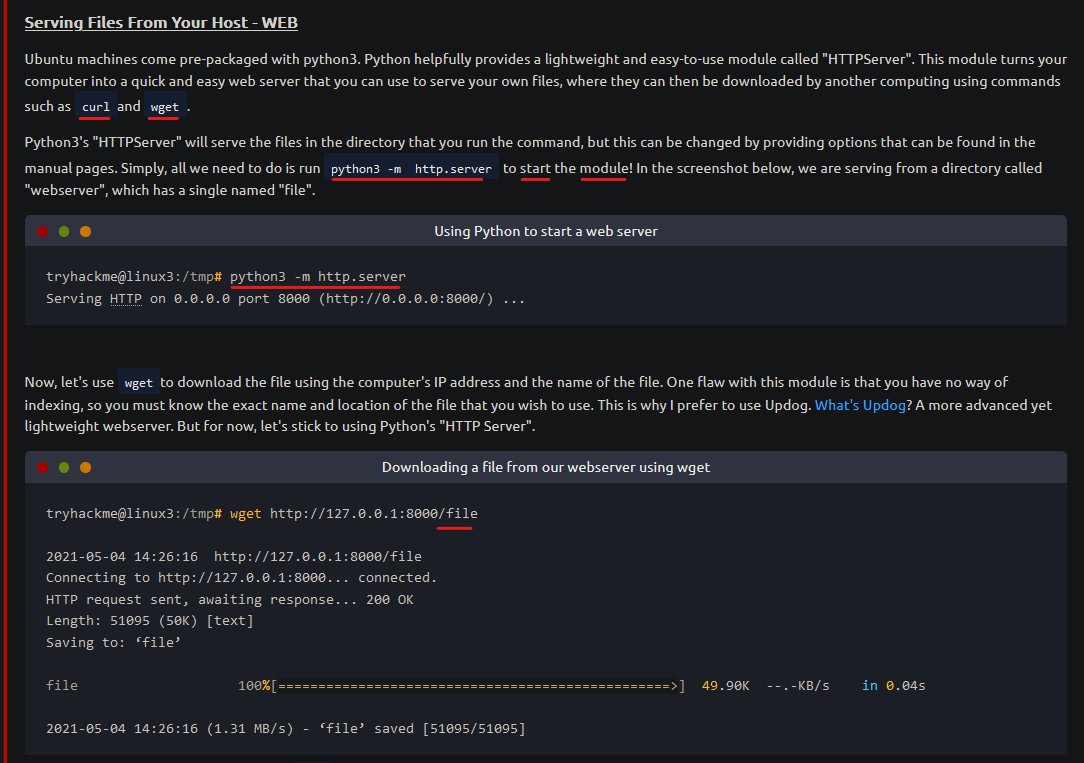 Serving Files From Your Host - WEB
Ubuntu machines come pre-packaged with python3. Python helpfully provides a lightweight and easy-to-use module called "HTTPServer". This module turns your
computer into a quick and easy web server that you can use to serve your own files, where they can then be downloaded by another computing using commands
such as curl and wget .
Python3's "HTTPServer" will serve the files in the directory that you run the command, but this can be changed by providing options that can be found in the
manual pages. Simply, all we need to do is run python3 -m  http.server to start the module! In the screenshot below, we are serving from a directory called
"webserver", which has a single named "file".
Using Python to start a web server
tryhackme@linux3:/tmp# python3 -m http.server
Serving HTTP on 0.0.0.0 port 8000 (http://0.0.0.0:8000/) ...
Now, let's use wget to download the file using the computer's IP address and the name of the file. One flaw with this module is that you have no way of
indexing, so you must know the exact name and location of the file that you wish to use. This is why I prefer to use Updog. What's Updog? A more advanced yet
lightweight webserver. But for now, let's stick to using Python's "HTTP Server".
Downloading a file from our webserver using wget
tryhackme@linux3:/tmp# wget http://127.0.0.1:8000/file
2021-05-04 14:26:16  http://127.0.0.1:8000/file
Connecting to http://127.0.0.1:8000... connected.
HTTP request sent, awaiting response... 200 OK
Length: 51095 (50K) [text]
Saving to: ‘file’
file                    100%[=================================================>]  49.90K  --.-KB/s    in 0.04s
2021-05-04 14:26:16 (1.31 MB/s) - ‘file’ saved [51095/51095]